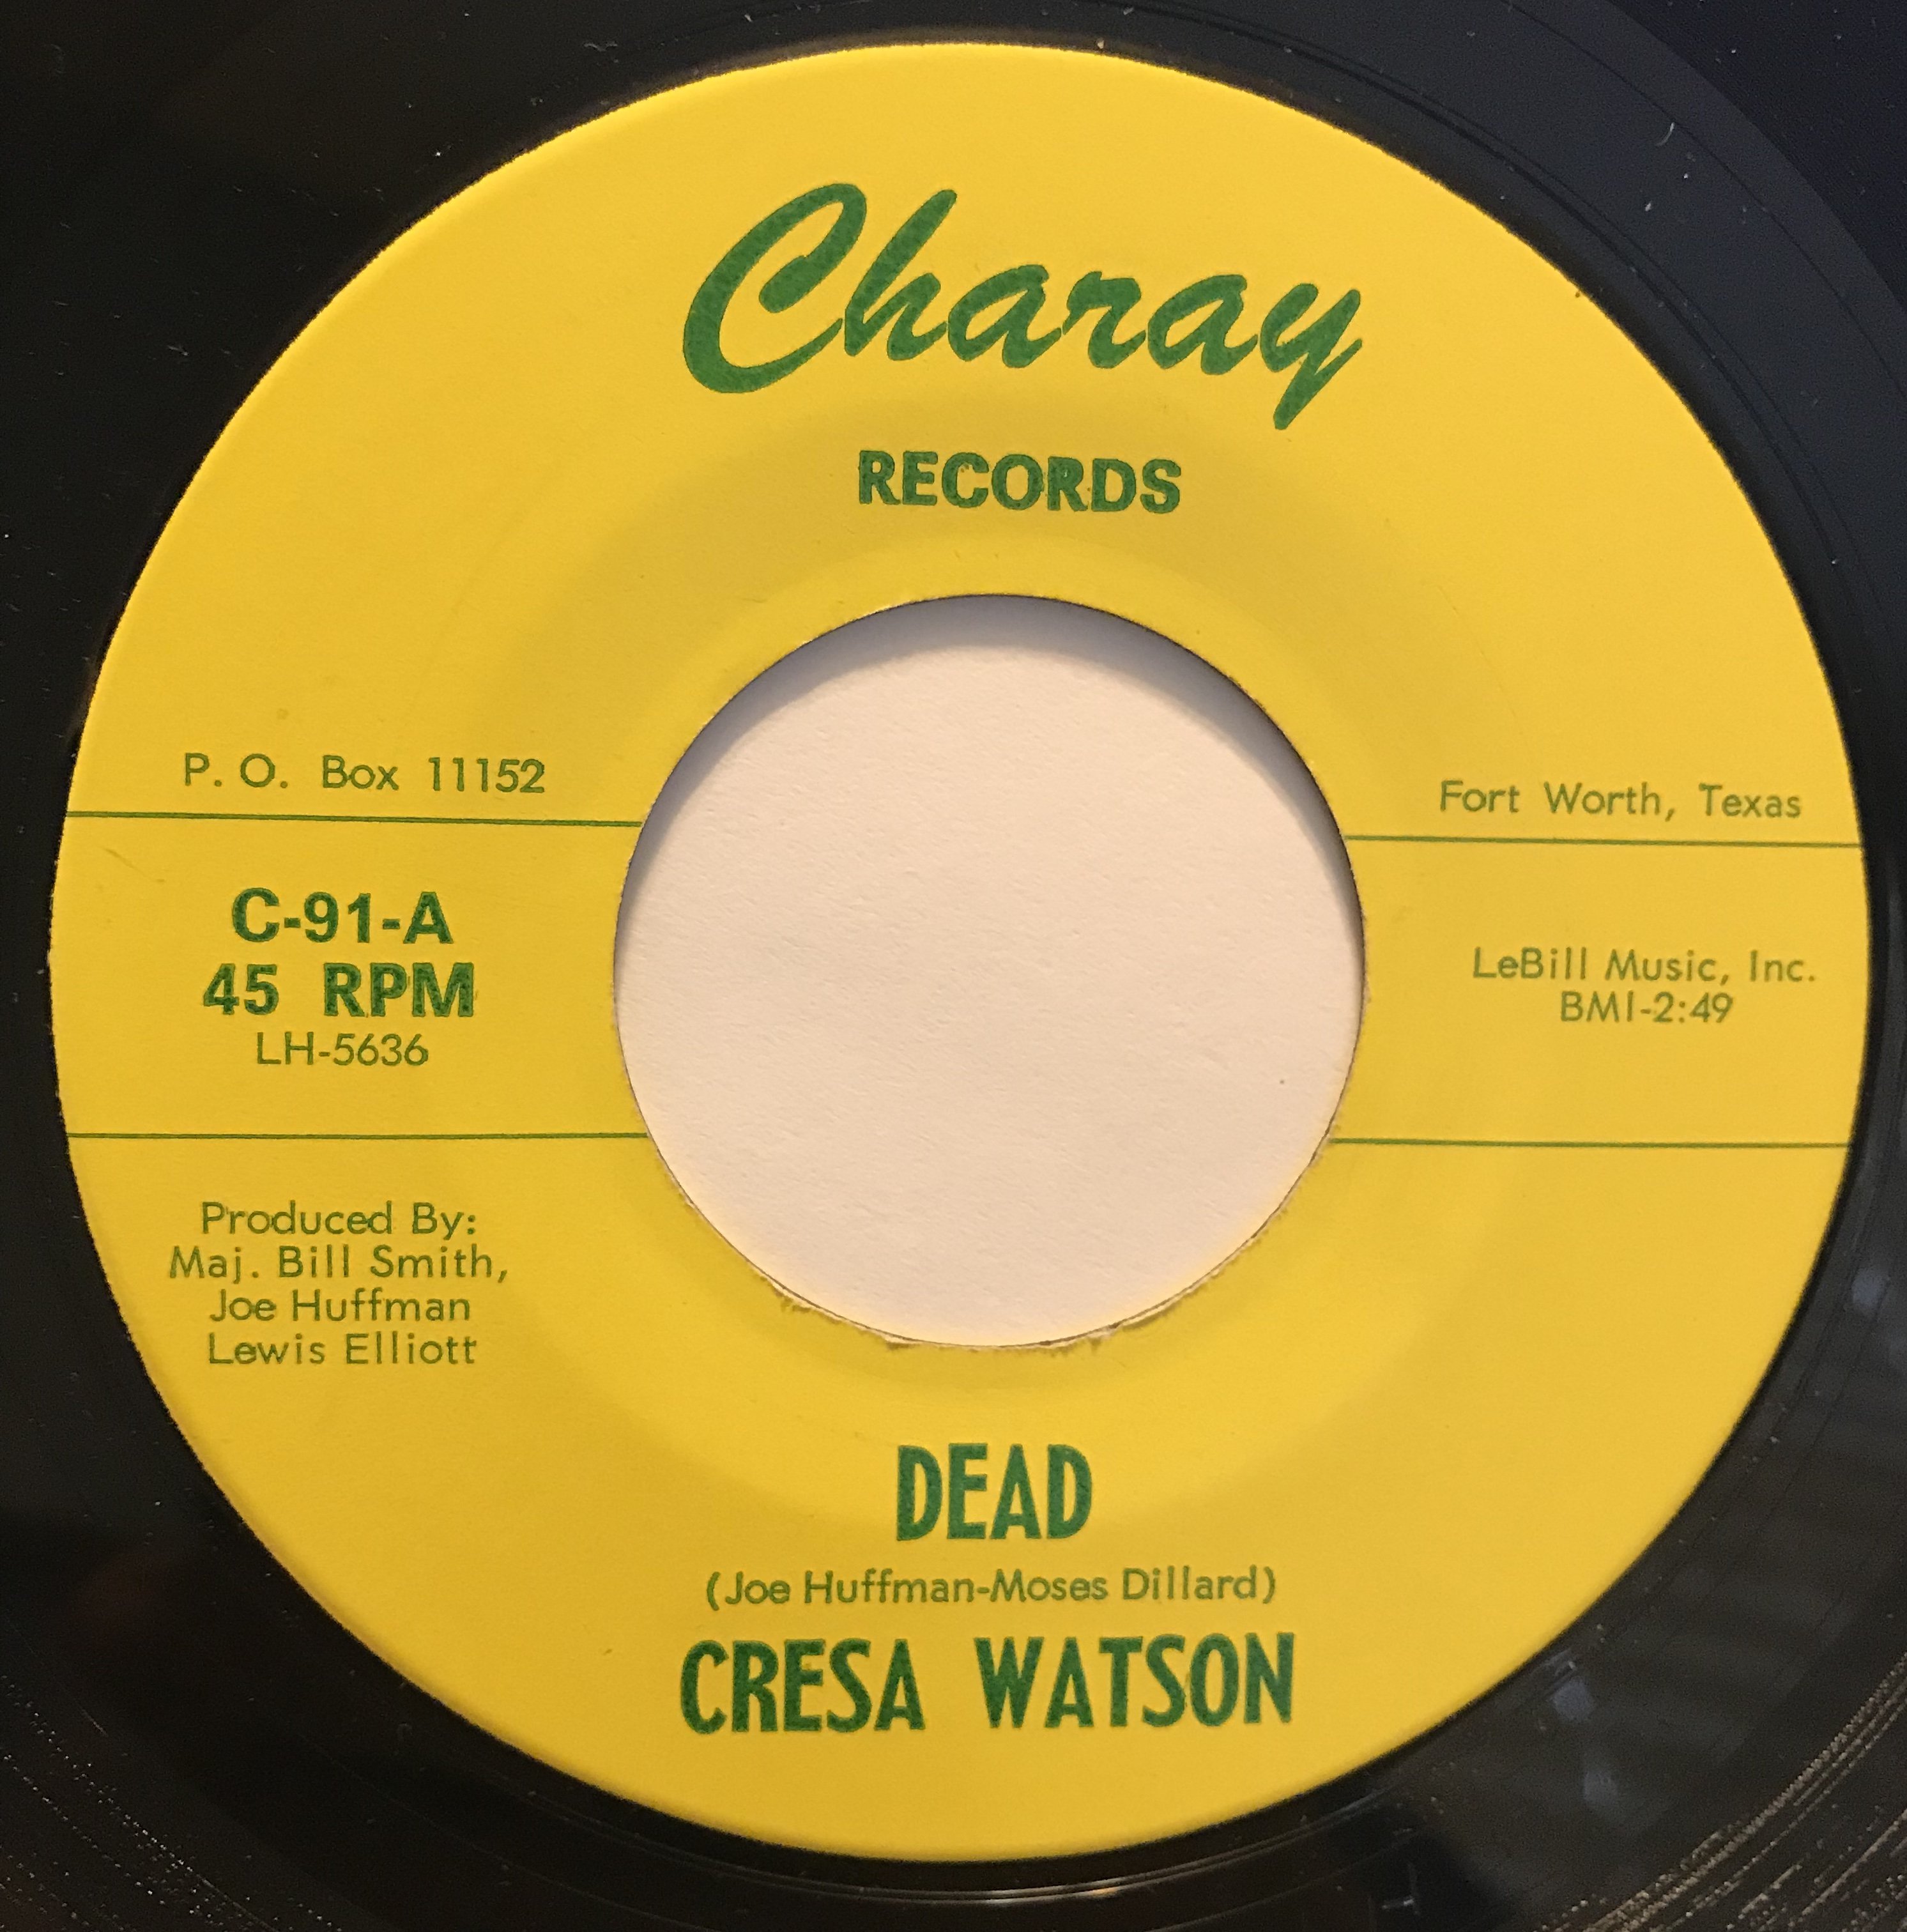 Charay
RECORDS
P. O. Box 11152
Fort Worth, Texas
C-91-A
45 RPM
LH-5636
LeBill Music, Inc.
BMI-2:49
Produced By:
Maj. Bill Smith,
Joe Huffman
Lewis Elliott
DEAD
(Joe Huffman-Moses Dillard)
CRESA WATSON